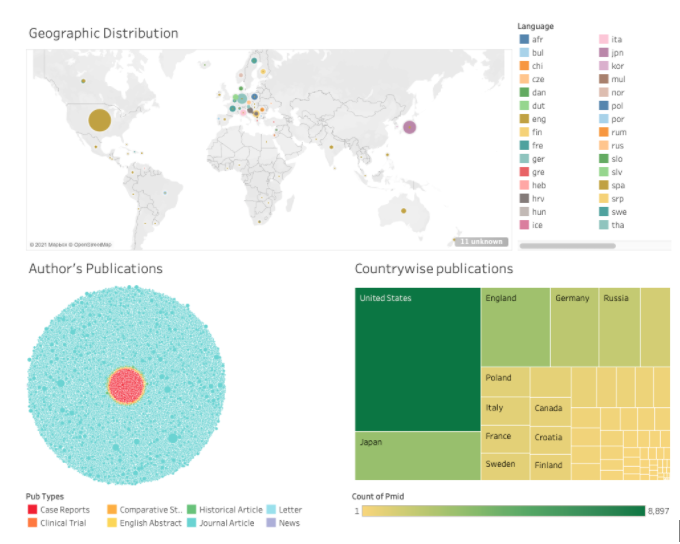 Geographic Distribution
Language
afr
bul
chi
cze
dan
dut
eng
fin
fre
ger
gre
heb
hrv
hun
ice
ita
jpn
kor
mul
nor
pol
por
rum
rus
slo
slv
spa
srp
swe
tha
© 2021 Mapbox © OpenStreetMap
11 unknown
Author's Publications
Countrywise publications
United States
England
Germany
Russia
Poland
Italy
Canada
France
Croatia
Sweden
Finland
Japan
Pub Types
Case Reports
Comparative St..
Historical Article
Letter
Clinical Trial
English Abstract
Journal Article
News
Count of Pmid
1
8,897